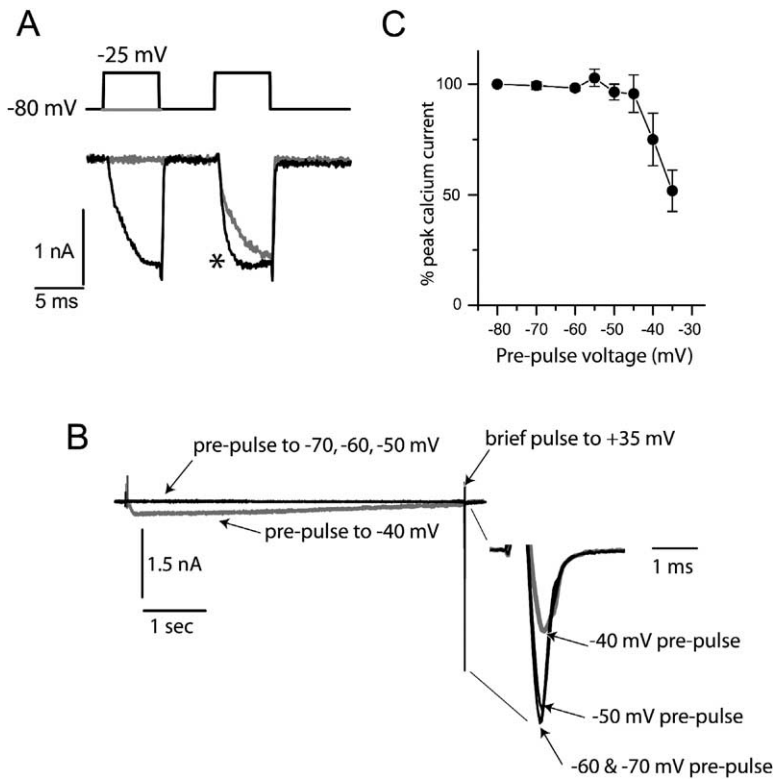 A
-25 mV
-80 mV
1 nA
5 ms
*
C
% peak calcium current
100
50
0
-80 -70 -60 -50 -40 -30
Pre-pulse voltage (mV)
B
pre-pulse to -70, -60, -50 mV
brief pulse to +35 mV
pre-pulse to -40 mV
1.5 nA
1 sec
1 ms
-40 mV pre-pulse
-50 mV pre-pulse
-60 & -70 mV pre-pulse